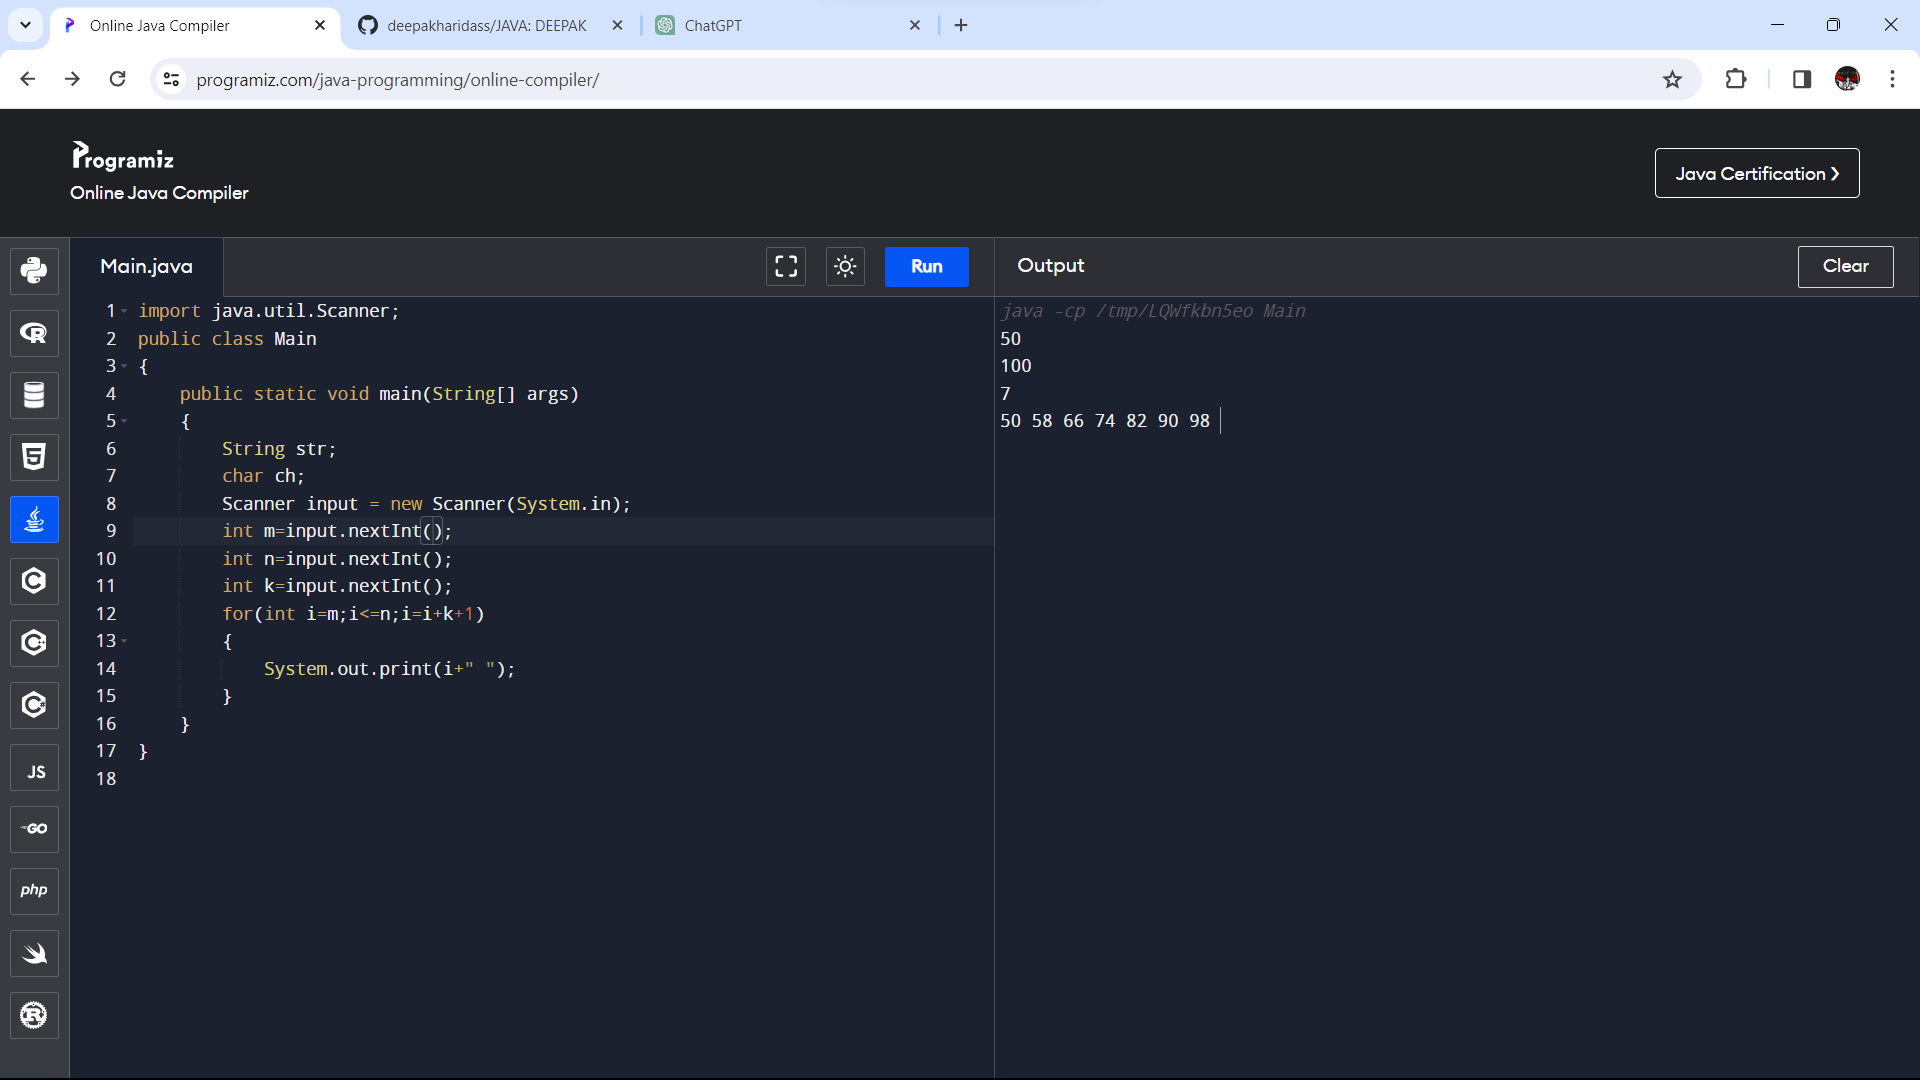 Online Java Compiler
deepakharidass/JAVA: DEEPAK
ChatGPT
programiz.com/java-programming/online-compiler/
Programiz
Online Java Compiler
Java Certification ❯
Main.java
Run
Output
Clear
1 import java.util.Scanner;
2 public class Main
3 {
4     public static void main(String[] args)
5     {
6         String str;
7         char ch;
8         Scanner input = new Scanner(System.in);
9         int m=input.nextInt();
10         int n=input.nextInt();
11         int k=input.nextInt();
12         for(int i=m;i<=n;i=i+k+1)
13         {
14             System.out.print(i+" ");
15         }
16     }
17 }
18
java -cp /tmp/LQWfkbn5eo Main
50
100
7
50 58 66 74 82 90 98
JS
GO
php